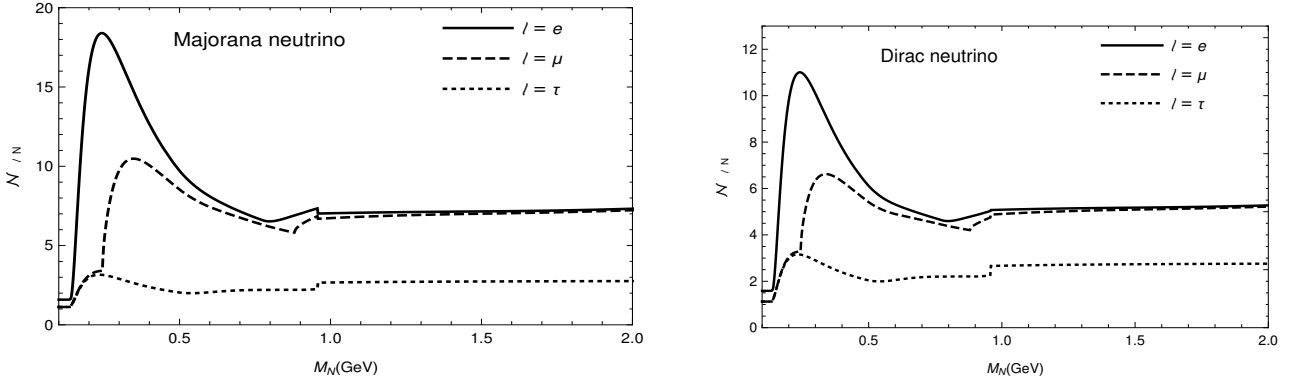 Majorana neutrino
ℓ = e
ℓ = μ
ℓ = τ
20
15
10
5
0
0.5
1.0
1.5
2.0
𝒩 ℓ N
M_N(GeV)
Dirac neutrino
ℓ = e
ℓ = μ
ℓ = τ
12
10
8
6
4
2
0
0.5
1.0
1.5
2.0
𝒩 ℓ N
M_N(GeV)